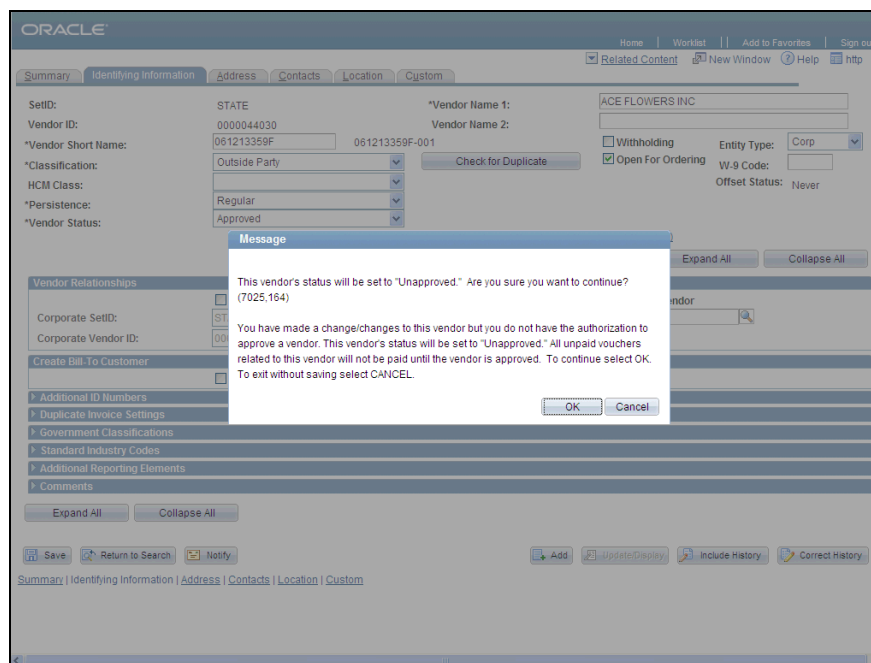 ORACLE
Home | Worklist | Add to Favorites | Sign ou
Related Content New Window Help http
Summary Identifying Information Address Contacts Location Custom
SetID: STATE *Vendor Name 1: ACE FLOWERS INC
Vendor ID: 0000044030 Vendor Name 2:
*Vendor Short Name: 061213359F 061213359F-001 Withholding Entity Type: Corp
*Classification: Outside Party Check for Duplicate Open For Ordering W-9 Code:
HCM Class: Offset Status: Never
*Persistence: Regular
*Vendor Status: Approved
Expand All Collapse All
Message
This vendor's status will be set to "Unapproved." Are you sure you want to continue?
(7025,164)
You have made a change/changes to this vendor but you do not have the authorization to
approve a vendor. This vendor's status will be set to "Unapproved." All unpaid vouchers
related to this vendor will not be paid until the vendor is approved. To continue select OK.
To exit without saving select CANCEL.
OK Cancel
Vendor Relationships
Corporate SetID:
Corporate Vendor ID:
Create Bill-To Customer
Additional ID Numbers
Duplicate Invoice Settings
Government Classifications
Standard Industry Codes
Additional Reporting Elements
Comments
Expand All Collapse All
Save Return to Search Notify Add Update/Display Include History Correct History
Summary | Identifying Information | Address | Contacts | Location | Custom